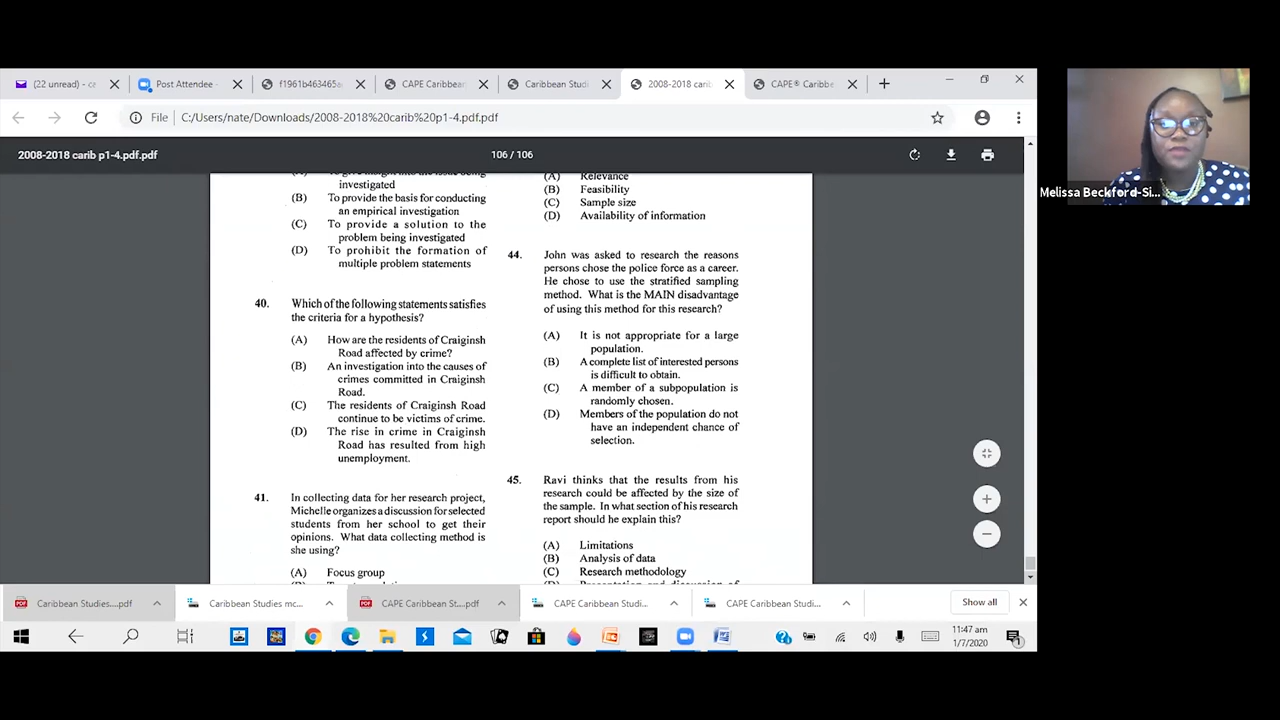 (22 unread) - ca
Post Attendee -
f1961b463465a
CAPE Caribbean
Caribbean Studi
2008-2018 carib
CAPE® Caribbe
File
C:/Users/nate/Downloads/2008-2018%20carib%20p1-4.pdf.pdf
2008-2018 carib p1-4.pdf.pdf
106 / 106
To give insight into the issue being
investigated
(B) To provide the basis for conducting
an empirical investigation
(C) To provide a solution to the
problem being investigated
(D) To prohibit the formation of
multiple problem statements
40. Which of the following statements satisfies
the criteria for a hypothesis?
(A) How are the residents of Craiginsh
Road affected by crime?
(B) An investigation into the causes of
crimes committed in Craiginsh
Road.
(C) The residents of Craiginsh Road
continue to be victims of crime.
(D) The rise in crime in Craiginsh
Road has resulted from high
unemployment.
41. In collecting data for her research project,
Michelle organizes a discussion for selected
students from her school to get their
opinions. What data collecting method is
she using?
(A) Focus group
(A) Relevance
(B) Feasibility
(C) Sample size
(D) Availability of information
44. John was asked to research the reasons
persons chose the police force as a career.
He chose to use the stratified sampling
method. What is the MAIN disadvantage
of using this method for this research?
(A) It is not appropriate for a large
population.
(B) A complete list of interested persons
is difficult to obtain.
(C) A member of a subpopulation is
randomly chosen.
(D) Members of the population do not
have an independent chance of
selection.
45. Ravi thinks that the results from his
research could be affected by the size of
the sample. In what section of his research
report should he explain this?
(A) Limitations
(B) Analysis of data
(C) Research methodology
Melissa Beckford-Si...
Caribbean Studies....pdf
Caribbean Studies mc...
CAPE Caribbean St....pdf
CAPE Caribbean Studi...
CAPE Caribbean Studi...
Show all
11:47 am
1/7/2020